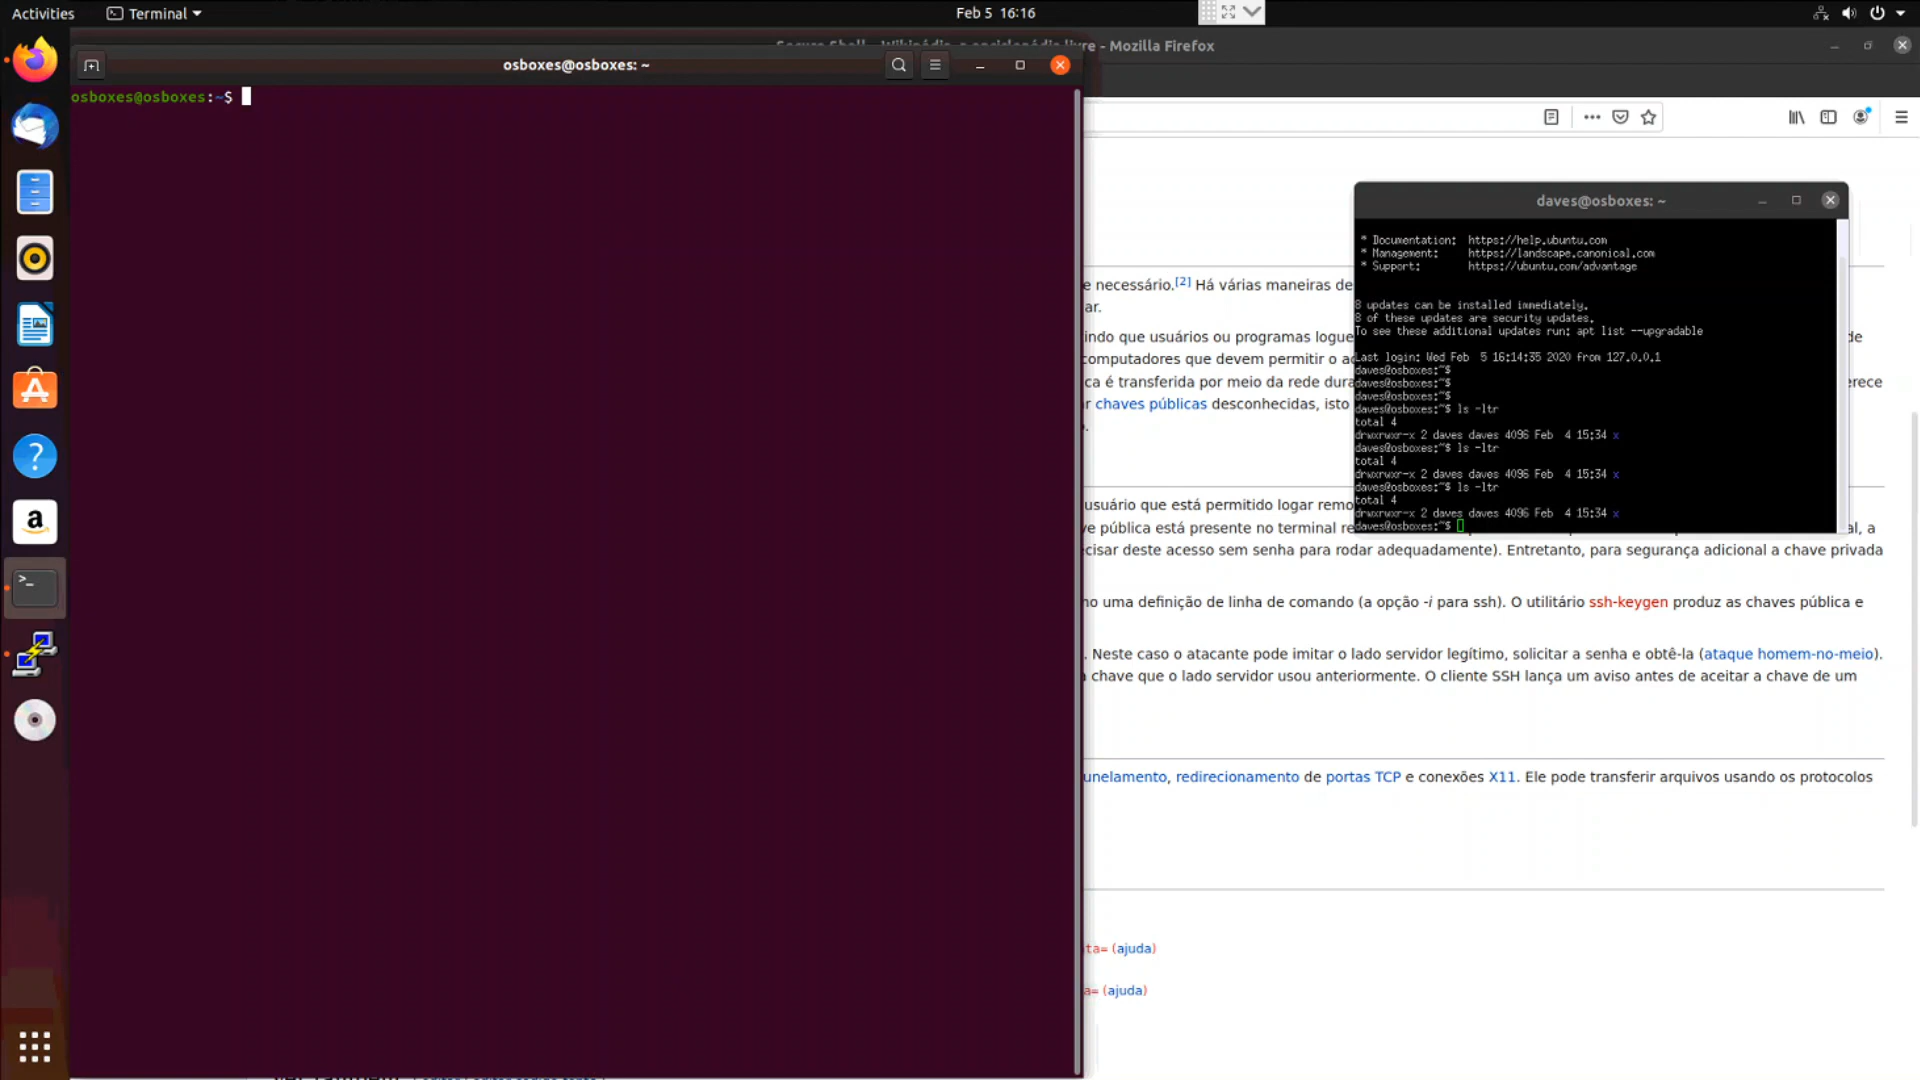 Activities
Terminal
Feb 5 16:16
- Mozilla Firefox
osboxes@osboxes: ~
osboxes@osboxes:~$
daves@osboxes: ~
* Documentation: https://help.ubuntu.com
* Management: https://landscape.canonical.com
* Support: https://ubuntu.com/advantage
8 updates can be installed immediately.
8 of these updates are security updates.
To see these additional updates run: apt list --upgradable
Last login: Wed Feb 5 16:14:35 2020 from 127.0.0.1
daves@osboxes:~$
daves@osboxes:~$
daves@osboxes:~$
daves@osboxes:~$ ls -ltr
total 4
drwxrwxr-x 2 daves daves 4096 Feb 4 15:34 x
daves@osboxes:~$ ls -ltr
total 4
drwxrwxr-x 2 daves daves 4096 Feb 4 15:34 x
daves@osboxes:~$ ls -ltr
total 4
drwxrwxr-x 2 daves daves 4096 Feb 4 15:34 x
daves@osboxes:~$
e necessário.[2] Há várias maneiras de
ar.
indo que usuários ou programas logue
de
computadores que devem permitir o a
ca é transferida por meio da rede dura
erece
r chaves públicas desconhecidas, isto
o.
usuário que está permitido logar remo
ve pública está presente no terminal re
al, a
cisar deste acesso sem senha para rodar adequadamente). Entretanto, para segurança adicional a chave privada
no uma definição de linha de comando (a opção -i para ssh). O utilitário ssh-keygen produz as chaves pública e
. Neste caso o atacante pode imitar o lado servidor legítimo, solicitar a senha e obtê-la (ataque homem-no-meio).
a chave que o lado servidor usou anteriormente. O cliente SSH lança um aviso antes de aceitar a chave de um
unelamento, redirecionamento de portas TCP e conexões X11. Ele pode transferir arquivos usando os protocolos
ta= (ajuda)
a= (ajuda)